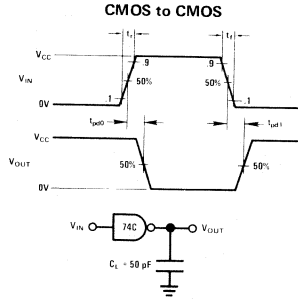 CMOS to CMOS
tr
tf
VCC
.9
.9
VIN
50%
50%
.1
.1
0V
tpd0
tpd1
VCC
VOUT
50%
50%
0V
VIN
74C
VOUT
CL = 50 pF